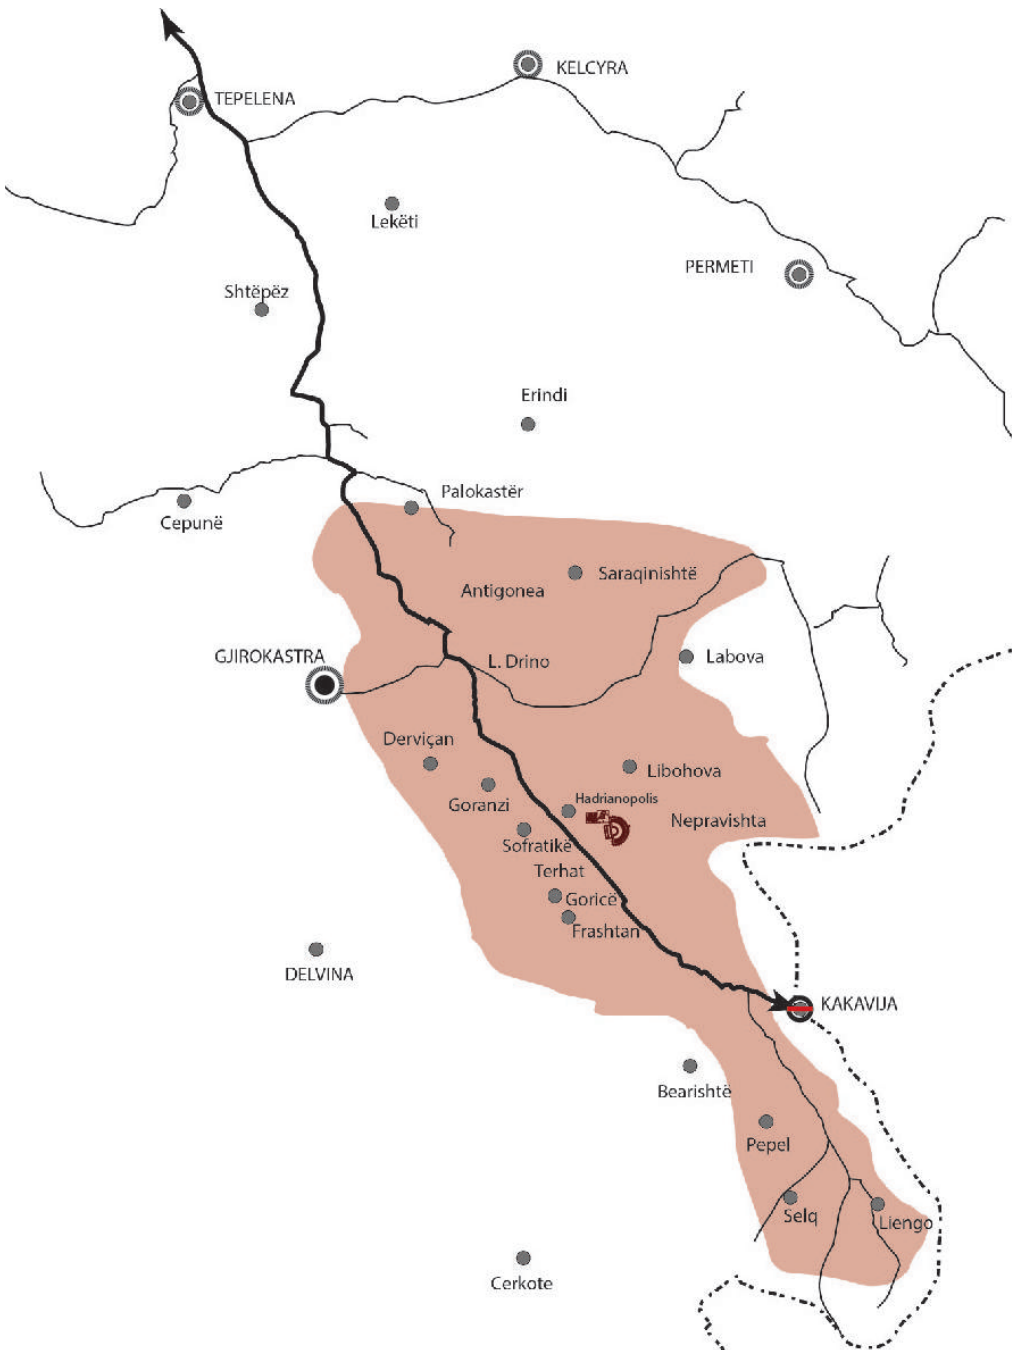 KELCYRA
TEPELENA
Lekëti
PERMETI
Shtëpëz
Erindi
Palokastër
Cepunë
Saraqinishtë
Antigonea
GJIROKASTRA
L. Drino
Labova
Derviçan
Libohova
Goranzi
Hadrianopolis
Nepravishta
Sofratikë
Terhat
Goricë
Frashtan
DELVINA
KAKAVIJA
Bearishtë
Pepel
Selq
Liengo
Cerkote